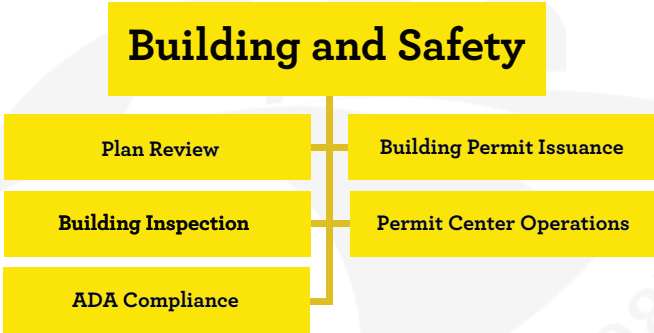 Building and Safety
Plan Review
Building Permit Issuance
Building Inspection
Permit Center Operations
ADA Compliance